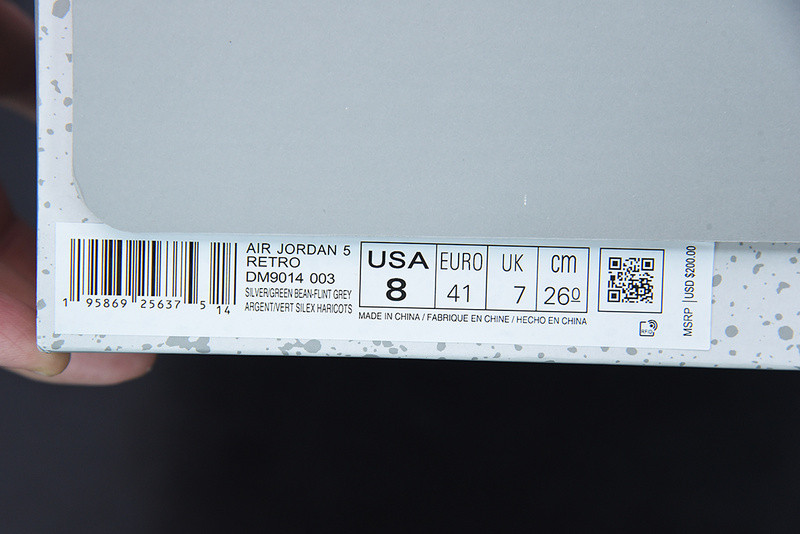 AIR JORDAN 5
RETRO
DM9014 003
SILVER/GREEN BEAN-FLINT GREY
ARGENT/VERT SILEX HARICOTS
1 95869 25637 5 14
USA EURO UK cm
8 41 7 260
MADE IN CHINA / FABRIQUE EN CHINE / HECHO EN CHINA
MSRP | USD $200.00